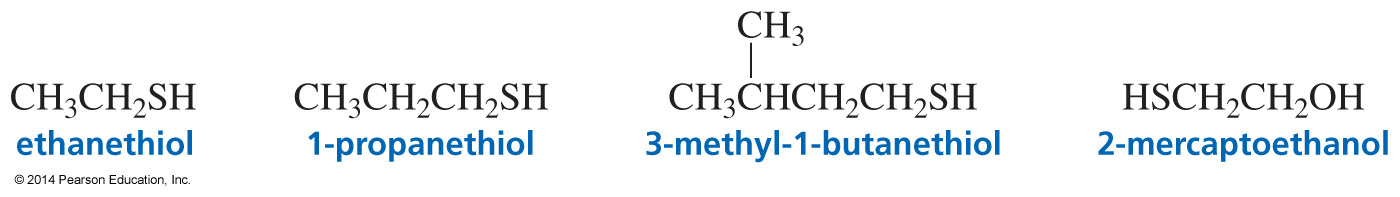 CH₃
CH₃CH₂SH CH₃CH₂CH₂SH CH₃CHCH₂CH₂SH HSCH₂CH₂OH
ethanethiol 1-propanethiol 3-methyl-1-butanethiol 2-mercaptoethanol
© 2014 Pearson Education, Inc.